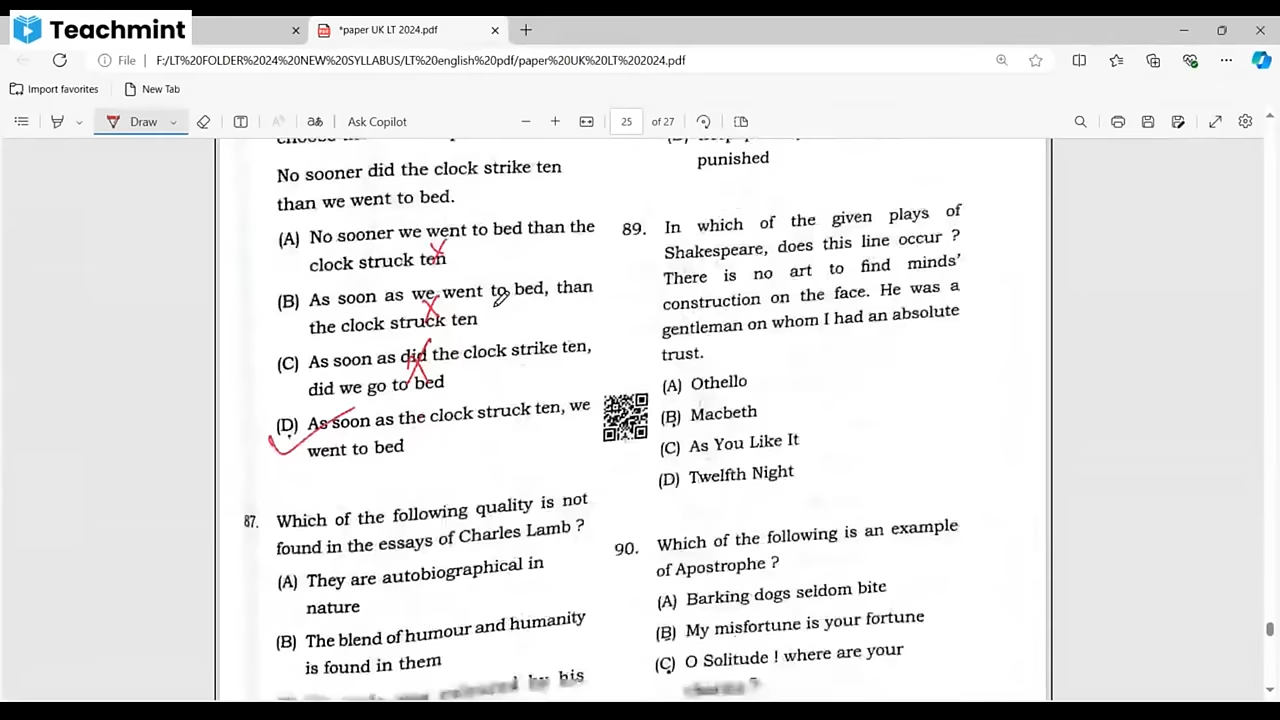 Teachmint
*paper UK LT 2024.pdf
File
F:/LT%20FOLDER%2024%20NEW%20SYLLABUS/LT%20english%20pdf/paper%20UK%20LT%202024.pdf
Import favorites
New Tab
Draw
Ask Copilot
25
of 27
No sooner did the clock strike ten
than we went to bed.
(A) No sooner we went to bed than the
clock struck ten
(B) As soon as we went to bed, than
the clock struck ten
(C) As soon as did the clock strike ten,
did we go to bed
(D) As soon as the clock struck ten, we
went to bed
87. Which of the following quality is not
found in the essays of Charles Lamb ?
(A) They are autobiographical in
nature
(B) The blend of humour and humanity
is found in them
by his
punished
89. In which of the given plays of
Shakespeare, does this line occur ?
There is no art to find minds'
construction on the face. He was a
gentleman on whom I had an absolute
trust.
(A) Othello
(B) Macbeth
(C) As You Like It
(D) Twelfth Night
90. Which of the following is an example
of Apostrophe ?
(A) Barking dogs seldom bite
(B) My misfortune is your fortune
(C) O Solitude ! where are your